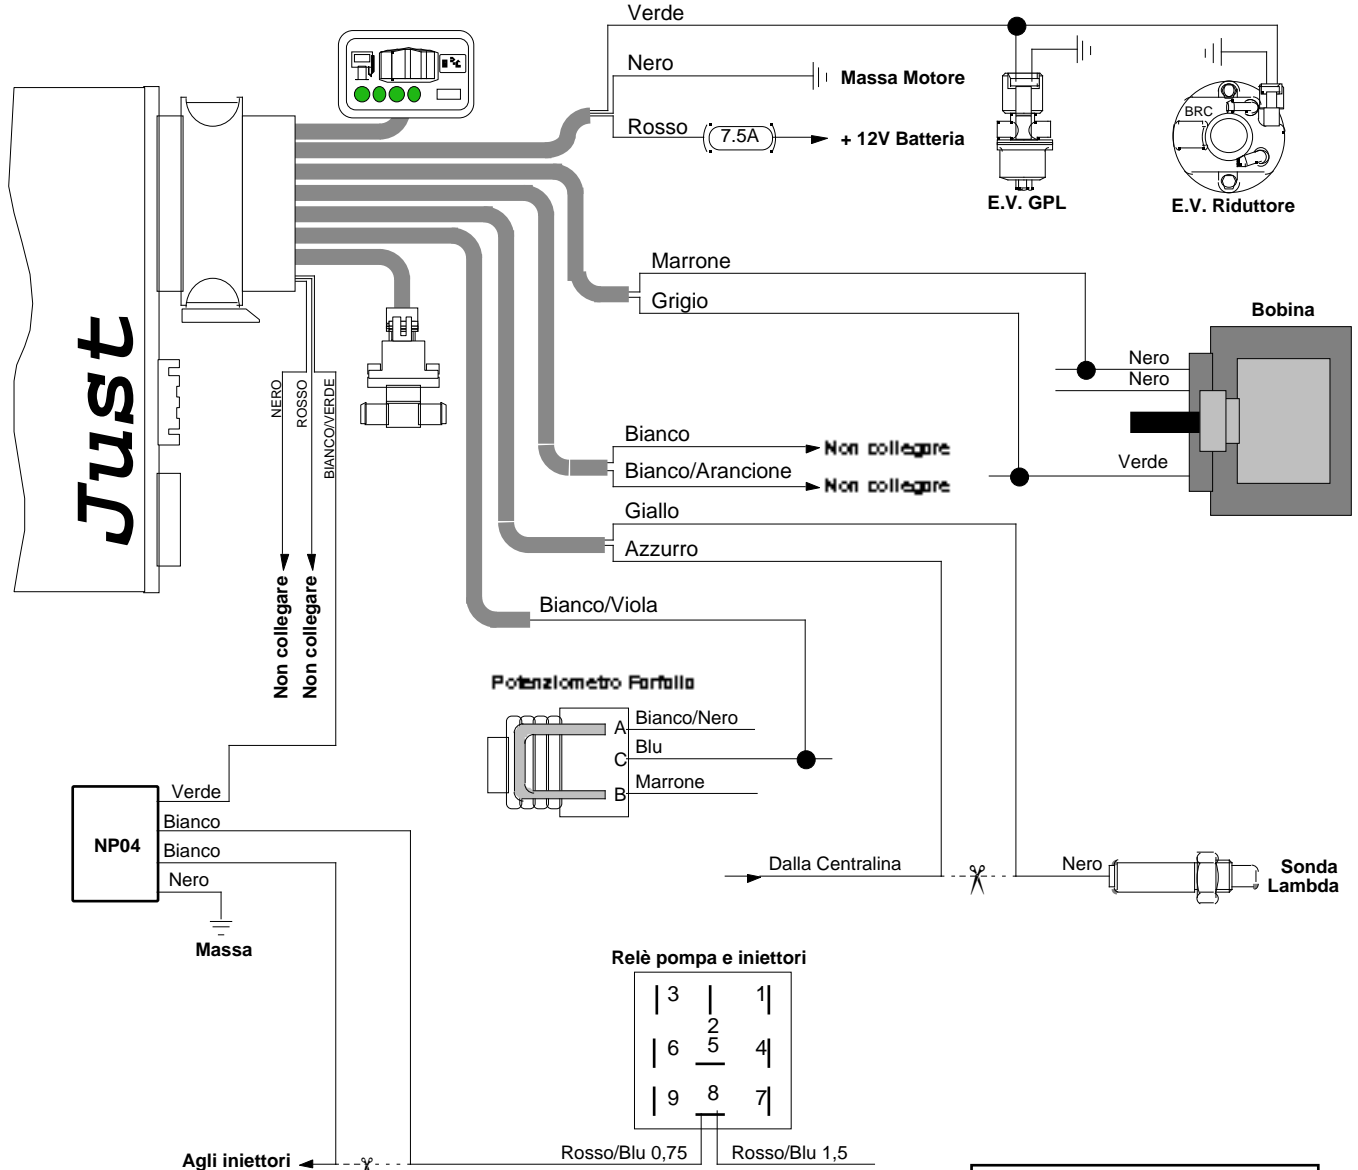 Verde
Nero
Massa Motore
Rosso
7.5A
+ 12V Batteria
BRC
E.V. GPL
E.V. Riduttore
Marrone
Grigio
Bobina
Nero
Nero
Verde
Just
NERO
ROSSO
BIANCO/VERDE
Bianco
Non collegare
Bianco/Arancione
Non collegare
Giallo
Azzurro
Non collegare
Non collegare
Bianco/Viola
Potenziometro Farfalla
A
Bianco/Nero
C
Blu
B
Marrone
NP04
Verde
Bianco
Bianco
Nero
Massa
Dalla Centralina
Nero
Sonda
Lambda
Relè pompa e iniettori
3
1
2
6
5
4
9
8
7
Rosso/Blu 0,75
Rosso/Blu 1,5
Agli iniettori